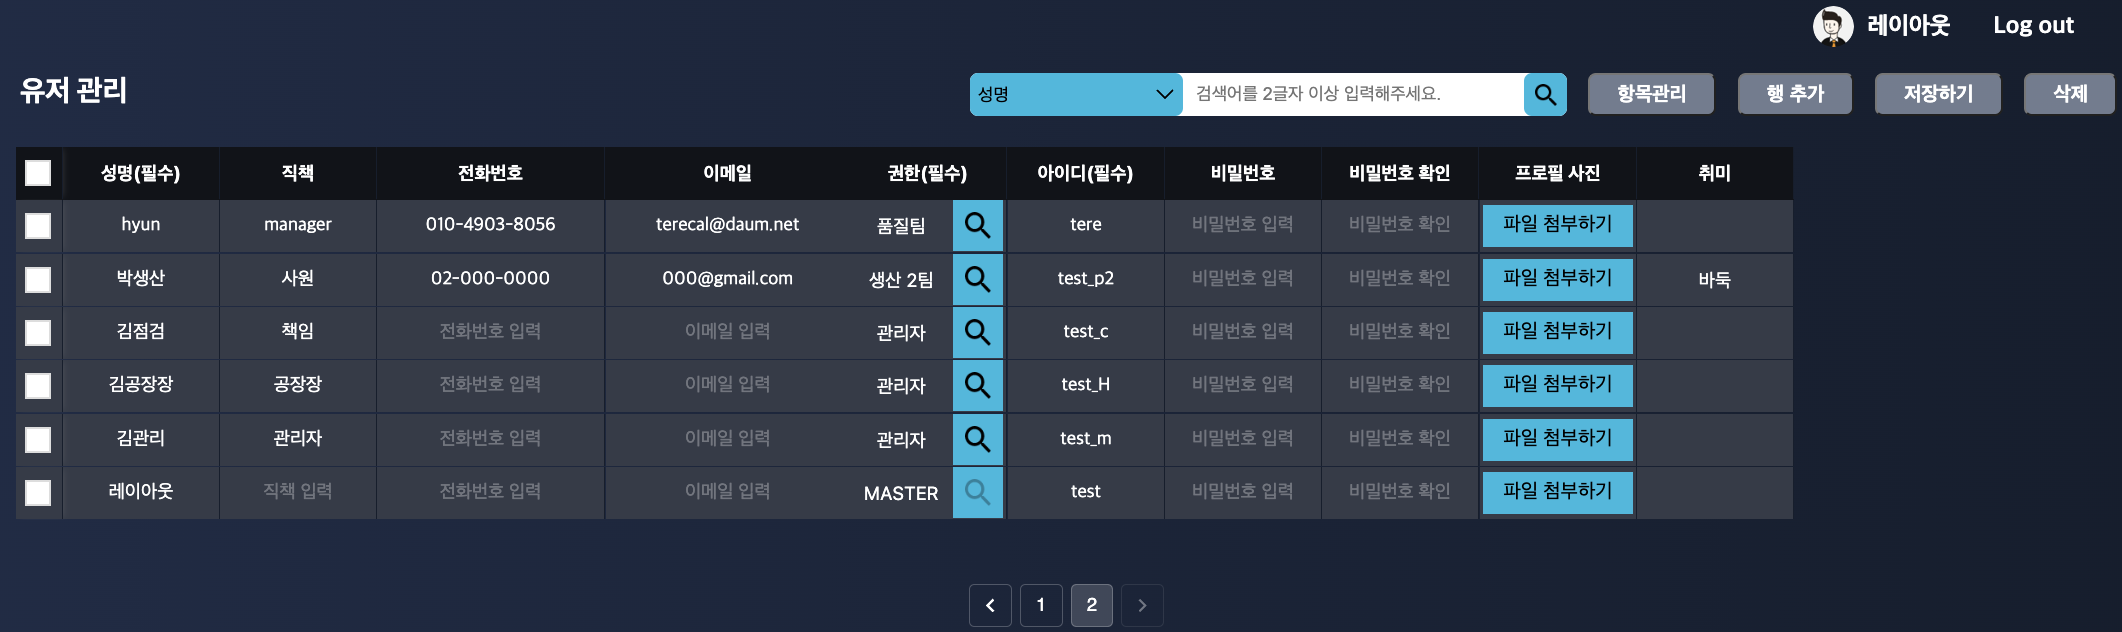 레이아웃 Log out
유저 관리 성명 검색어를 2글자 이상 입력해주세요. 항목관리 행 추가 저장하기 삭제
성명(필수) 직책 전화번호 이메일 권한(필수) 아이디(필수) 비밀번호 비밀번호 확인 프로필 사진 취미
hyun manager 010-4903-8056 terecal@daum.net 품질팀 tere 비밀번호 입력 비밀번호 확인 파일 첨부하기
박생산 사원 02-000-0000 000@gmail.com 생산 2팀 test_p2 비밀번호 입력 비밀번호 확인 파일 첨부하기 바둑
김점검 책임 전화번호 입력 이메일 입력 관리자 test_c 비밀번호 입력 비밀번호 확인 파일 첨부하기
김공장장 공장장 전화번호 입력 이메일 입력 관리자 test_H 비밀번호 입력 비밀번호 확인 파일 첨부하기
김관리 관리자 전화번호 입력 이메일 입력 관리자 test_m 비밀번호 입력 비밀번호 확인 파일 첨부하기
레이아웃 직책 입력 전화번호 입력 이메일 입력 MASTER test 비밀번호 입력 비밀번호 확인 파일 첨부하기
1 2